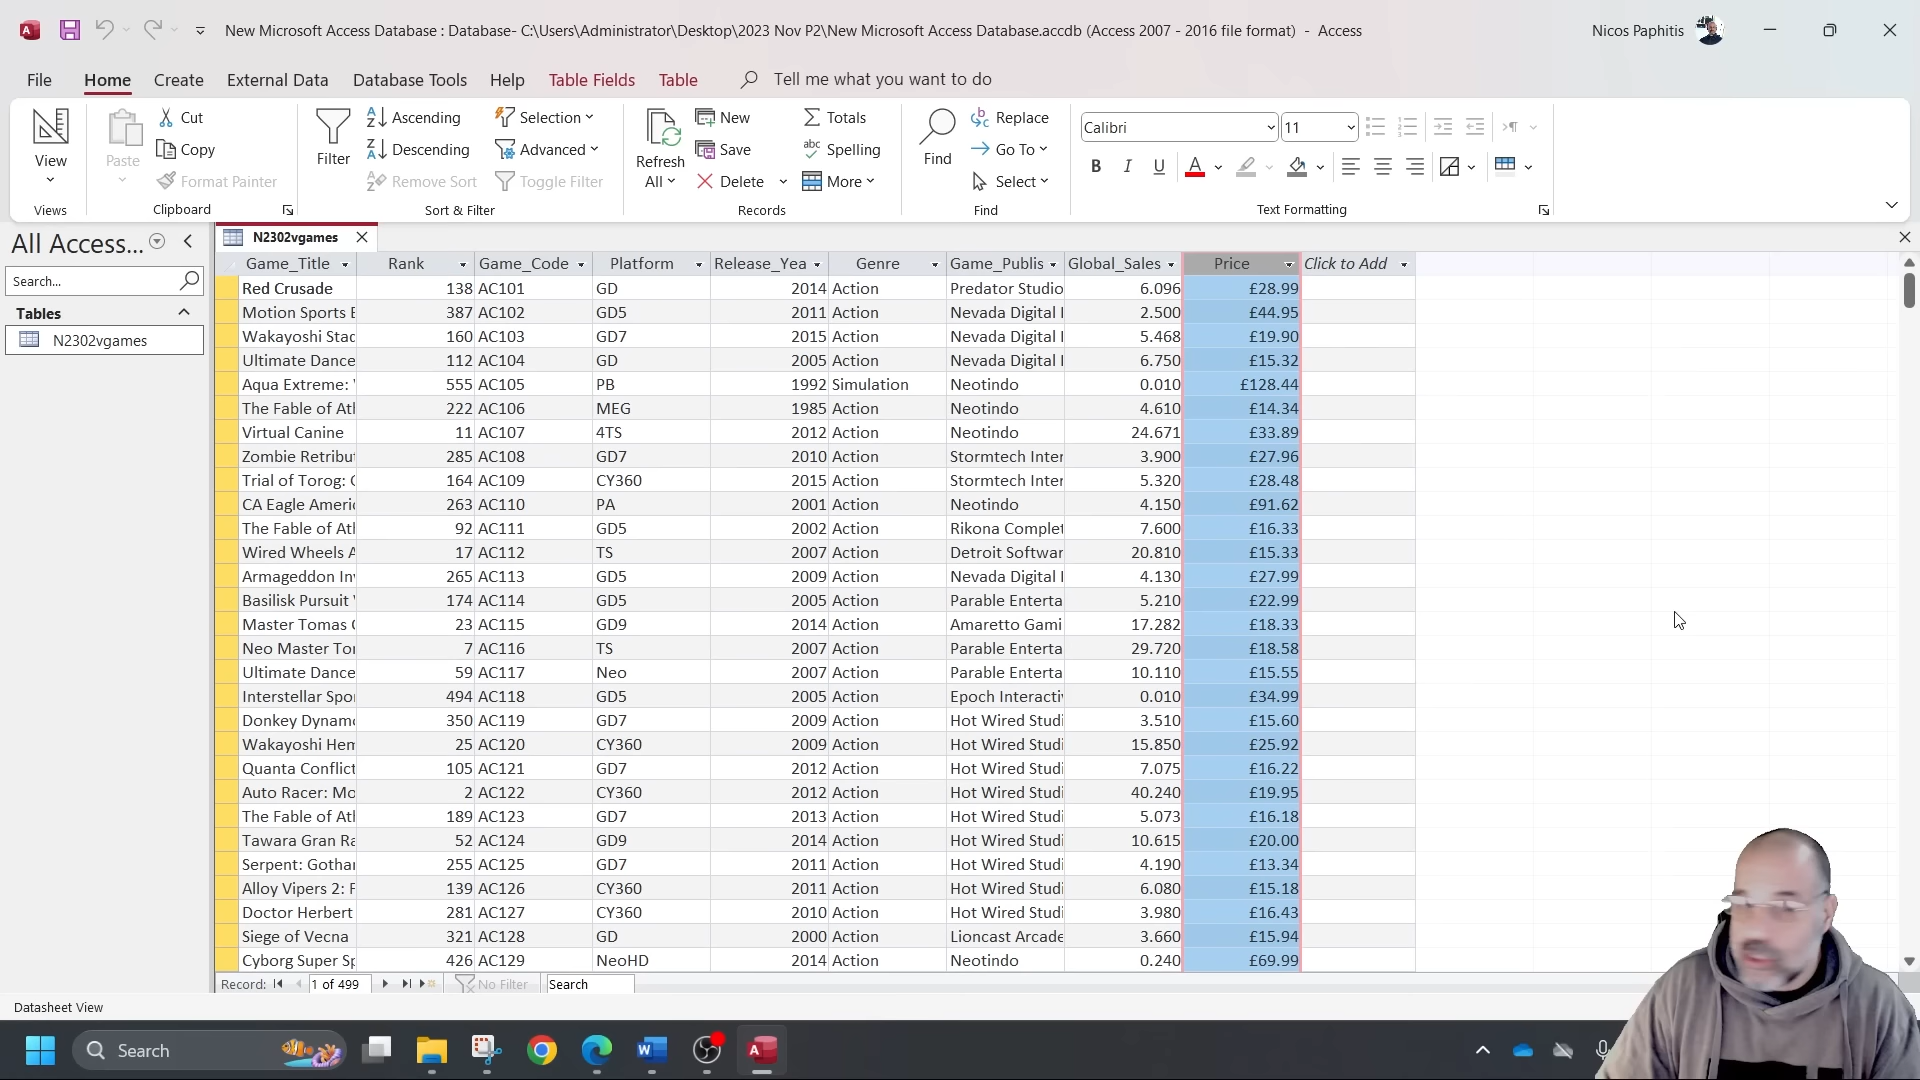 New Microsoft Access Database : Database- C:\Users\Administrator\Desktop\2023 Nov P2\New Microsoft Access Database.accdb (Access 2007 - 2016 file format) - Access
Nicos Paphitis
File Home Create External Data Database Tools Help Table Fields Table Tell me what you want to do
View
Views
Paste
Cut
Copy
Format Painter
Clipboard
Filter
Ascending
Descending
Remove Sort
Selection
Advanced
Toggle Filter
Sort & Filter
Refresh
All
New
Save
Delete
Totals
Spelling
More
Records
Find
Replace
Go To
Select
Find
Calibri 11
B I U A
Text Formatting
All Access...
Search...
Tables
N2302vgames
N2302vgames
Game_Title Rank Game_Code Platform Release_Yea Genre Game_Publis Global_Sales Price Click to Add
Red Crusade 138 AC101 GD 2014 Action Predator Studio 6.096 £28.99
Motion Sports E 387 AC102 GD5 2011 Action Nevada Digital I 2.500 £44.95
Wakayoshi Stad 160 AC103 GD7 2015 Action Nevada Digital I 5.468 £19.90
Ultimate Dance 112 AC104 GD 2005 Action Nevada Digital I 6.750 £15.32
Aqua Extreme: V 555 AC105 PB 1992 Simulation Neotindo 0.010 £128.44
The Fable of Atl 222 AC106 MEG 1985 Action Neotindo 4.610 £14.34
Virtual Canine 11 AC107 4TS 2012 Action Neotindo 24.671 £33.89
Zombie Retribut 285 AC108 GD7 2010 Action Stormtech Inter 3.900 £27.96
Trial of Torog: C 164 AC109 CY360 2015 Action Stormtech Inter 5.320 £28.48
CA Eagle Americ 263 AC110 PA 2001 Action Neotindo 4.150 £91.62
The Fable of Atl 92 AC111 GD5 2002 Action Rikona Complet 7.600 £16.33
Wired Wheels A 17 AC112 TS 2007 Action Detroit Softwar 20.810 £15.33
Armageddon Inv 265 AC113 GD5 2009 Action Nevada Digital I 4.130 £27.99
Basilisk Pursuit V 174 AC114 GD5 2005 Action Parable Enterta 5.210 £22.99
Master Tomas C 23 AC115 GD9 2014 Action Amaretto Gami 17.282 £18.33
Neo Master Tor 7 AC116 TS 2007 Action Parable Enterta 29.720 £18.58
Ultimate Dance 59 AC117 Neo 2007 Action Parable Enterta 10.110 £15.55
Interstellar Spor 494 AC118 GD5 2005 Action Epoch Interactiv 0.010 £34.99
Donkey Dynamo 350 AC119 GD7 2009 Action Hot Wired Studi 3.510 £15.60
Wakayoshi Hem 25 AC120 CY360 2009 Action Hot Wired Studi 15.850 £25.92
Quanta Conflict 105 AC121 GD7 2012 Action Hot Wired Studi 7.075 £16.22
Auto Racer: Mo 2 AC122 CY360 2012 Action Hot Wired Studi 40.240 £19.95
The Fable of Atl 189 AC123 GD7 2013 Action Hot Wired Studi 5.073 £16.18
Tawara Gran Ra 52 AC124 GD9 2014 Action Hot Wired Studi 10.615 £20.00
Serpent: Gothar 255 AC125 GD7 2011 Action Hot Wired Studi 4.190 £13.34
Alloy Vipers 2: F 139 AC126 CY360 2011 Action Hot Wired Studi 6.080 £15.18
Doctor Herbert 281 AC127 CY360 2010 Action Hot Wired Studi 3.980 £16.43
Siege of Vecna 321 AC128 GD 2000 Action Lioncast Arcade 3.660 £15.94
Cyborg Super Sp 426 AC129 NeoHD 2014 Action Neotindo 0.240 £69.99
Record: 1 of 499 No Filter Search
Datasheet View
Search